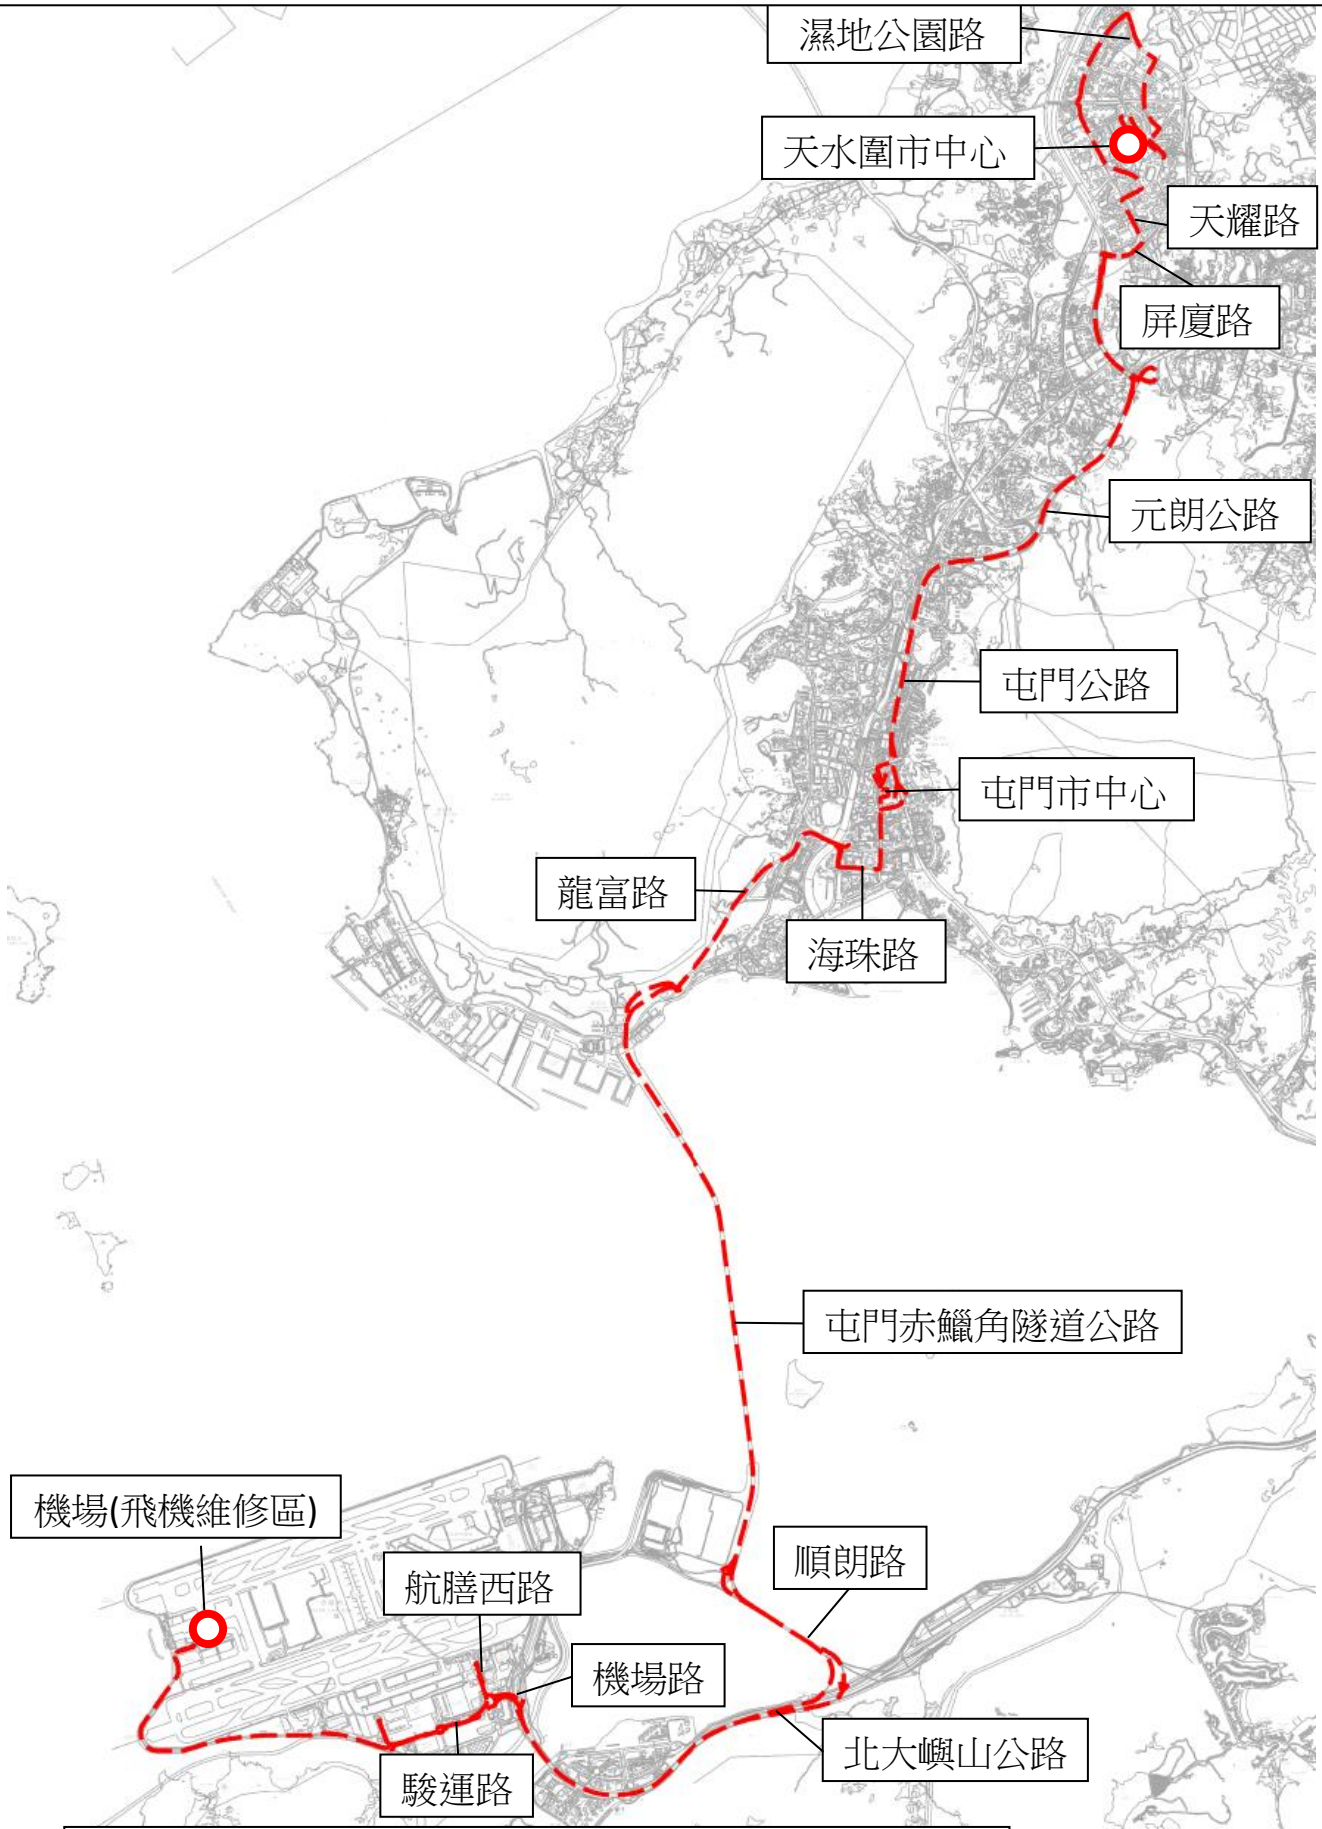 濕地公園路
天水圍市中心
天耀路
屏廈路
元朗公路
屯門公路
屯門市中心
龍富路
海珠路
屯門赤鱲角隧道公路
機場(飛機維修區)
順朗路
航膳西路
機場路
北大嶼山公路
駿運路